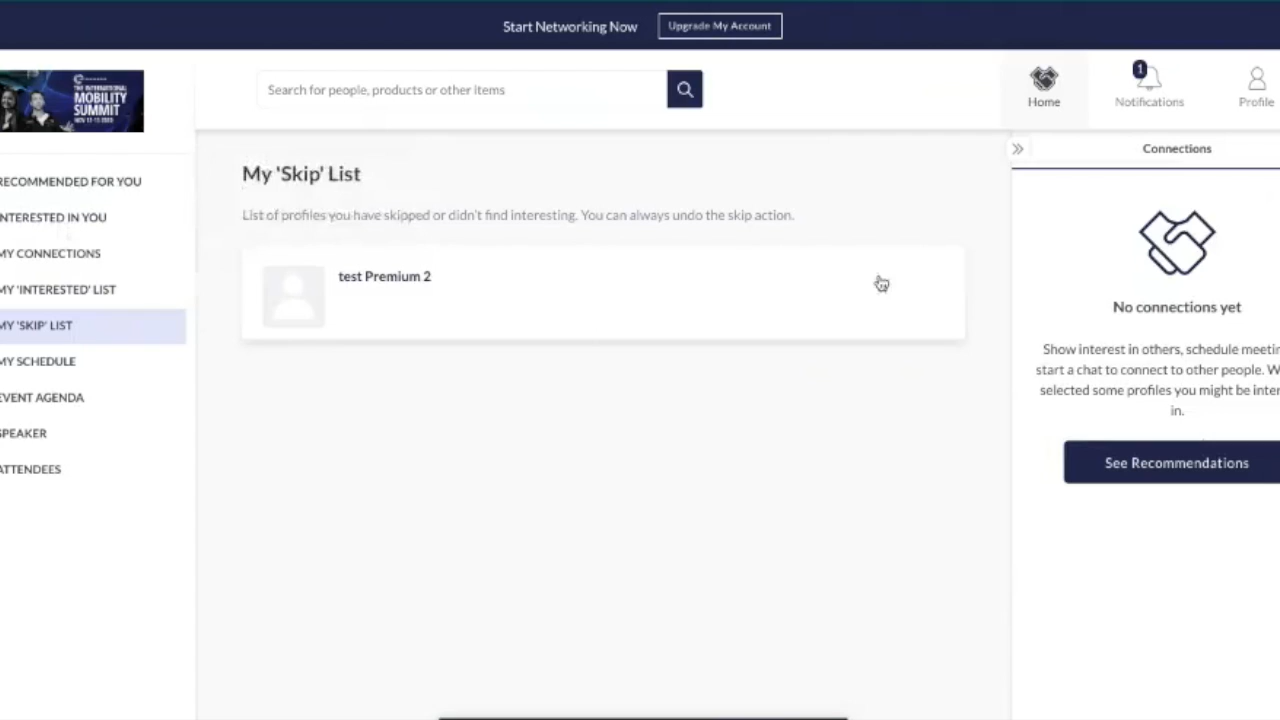 Start Networking Now
Upgrade My Account
THE INTERNATIONAL
MOBILITY
SUMMIT
Search for people, products or other items
Home
1
Notifications
Profile
RECOMMENDED FOR YOU
INTERESTED IN YOU
MY CONNECTIONS
MY 'INTERESTED' LIST
MY 'SKIP' LIST
MY SCHEDULE
EVENT AGENDA
SPEAKER
ATTENDEES
My 'Skip' List
List of profiles you have skipped or didn't find interesting. You can always undo the skip action.
test Premium 2
Connections
No connections yet
Show interest in others, schedule meetin
start a chat to connect to other people. W
selected some profiles you might be inter
in.
See Recommendations